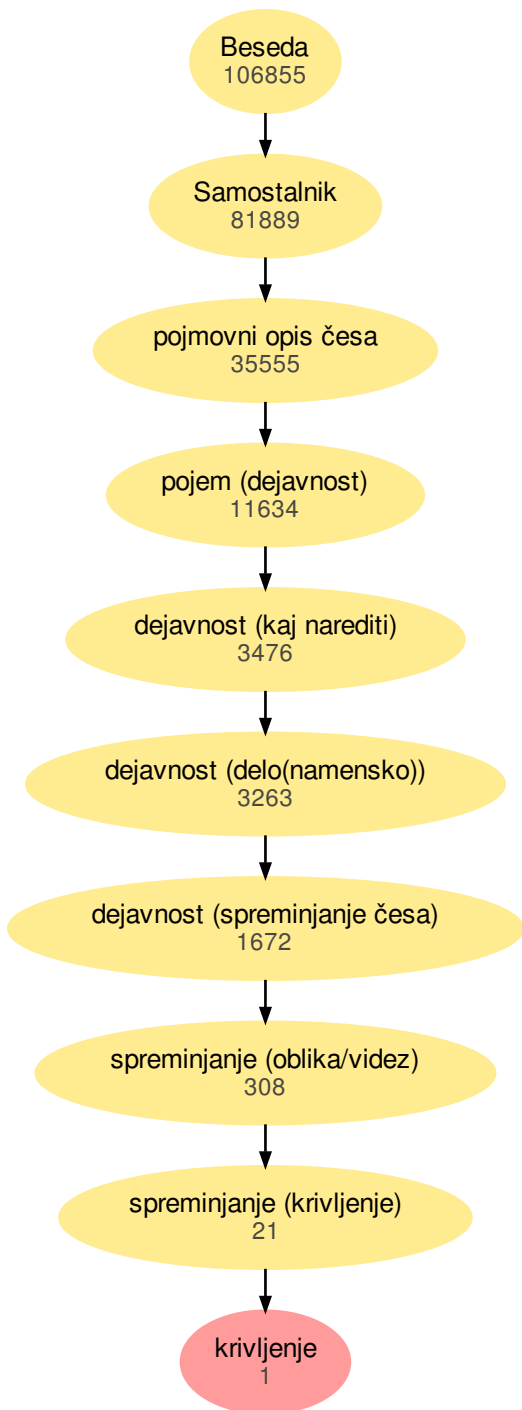 Beseda
106855
Samostalnik
81889
pojmovni opis česa
35555
pojem (dejavnost)
11634
dejavnost (kaj narediti)
3476
dejavnost (delo(namensko))
3263
dejavnost (spreminjanje česa)
1672
spreminjanje (oblika/videz)
308
spreminjanje (krivljenje)
21
krivljenje
1